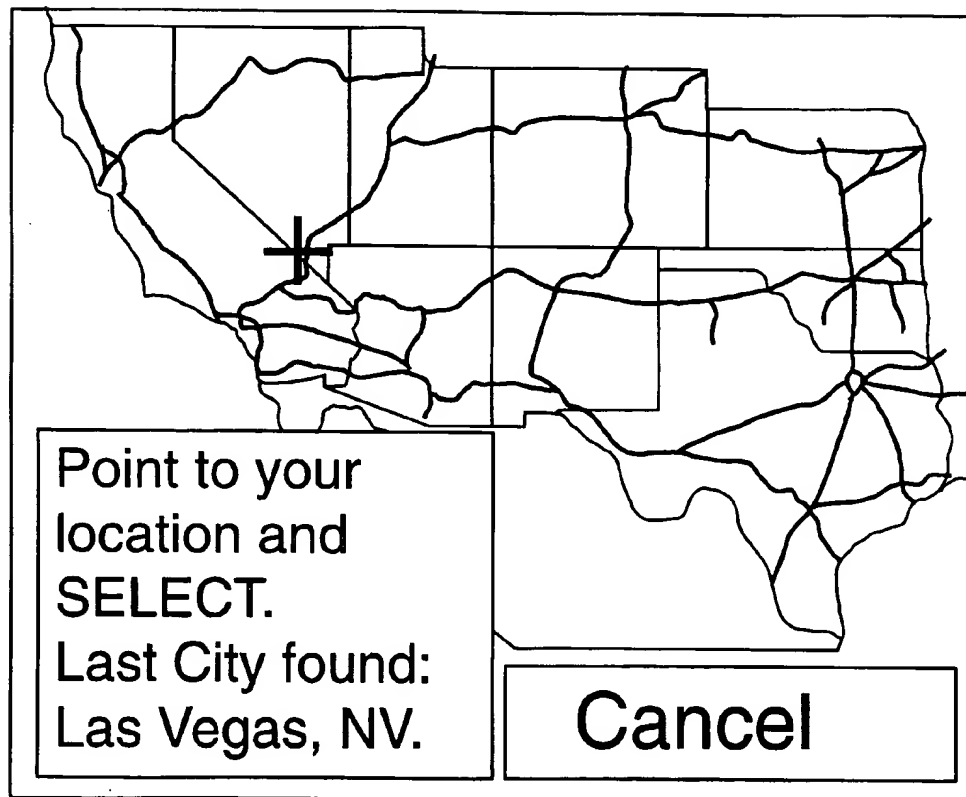 Point to your
location and
SELECT.
Last City found:
Las Vegas, NV.
Cancel